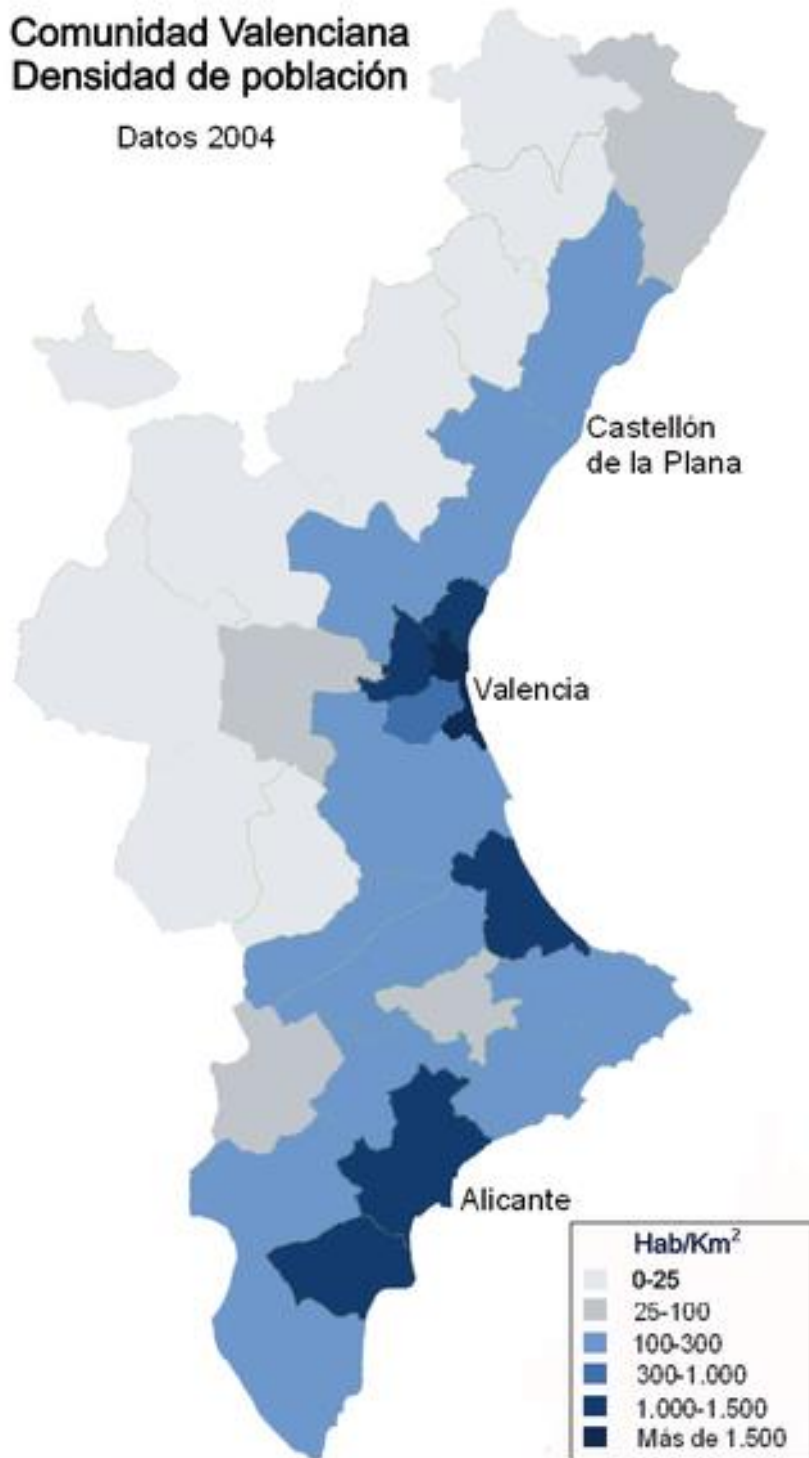 Comunidad Valenciana
Densidad de población
Datos 2004
Castellón
de la Plana
Valencia
Alicante
Hab/Km²
0-25
25-100
100-300
300-1.000
1.000-1.500
Más de 1.500